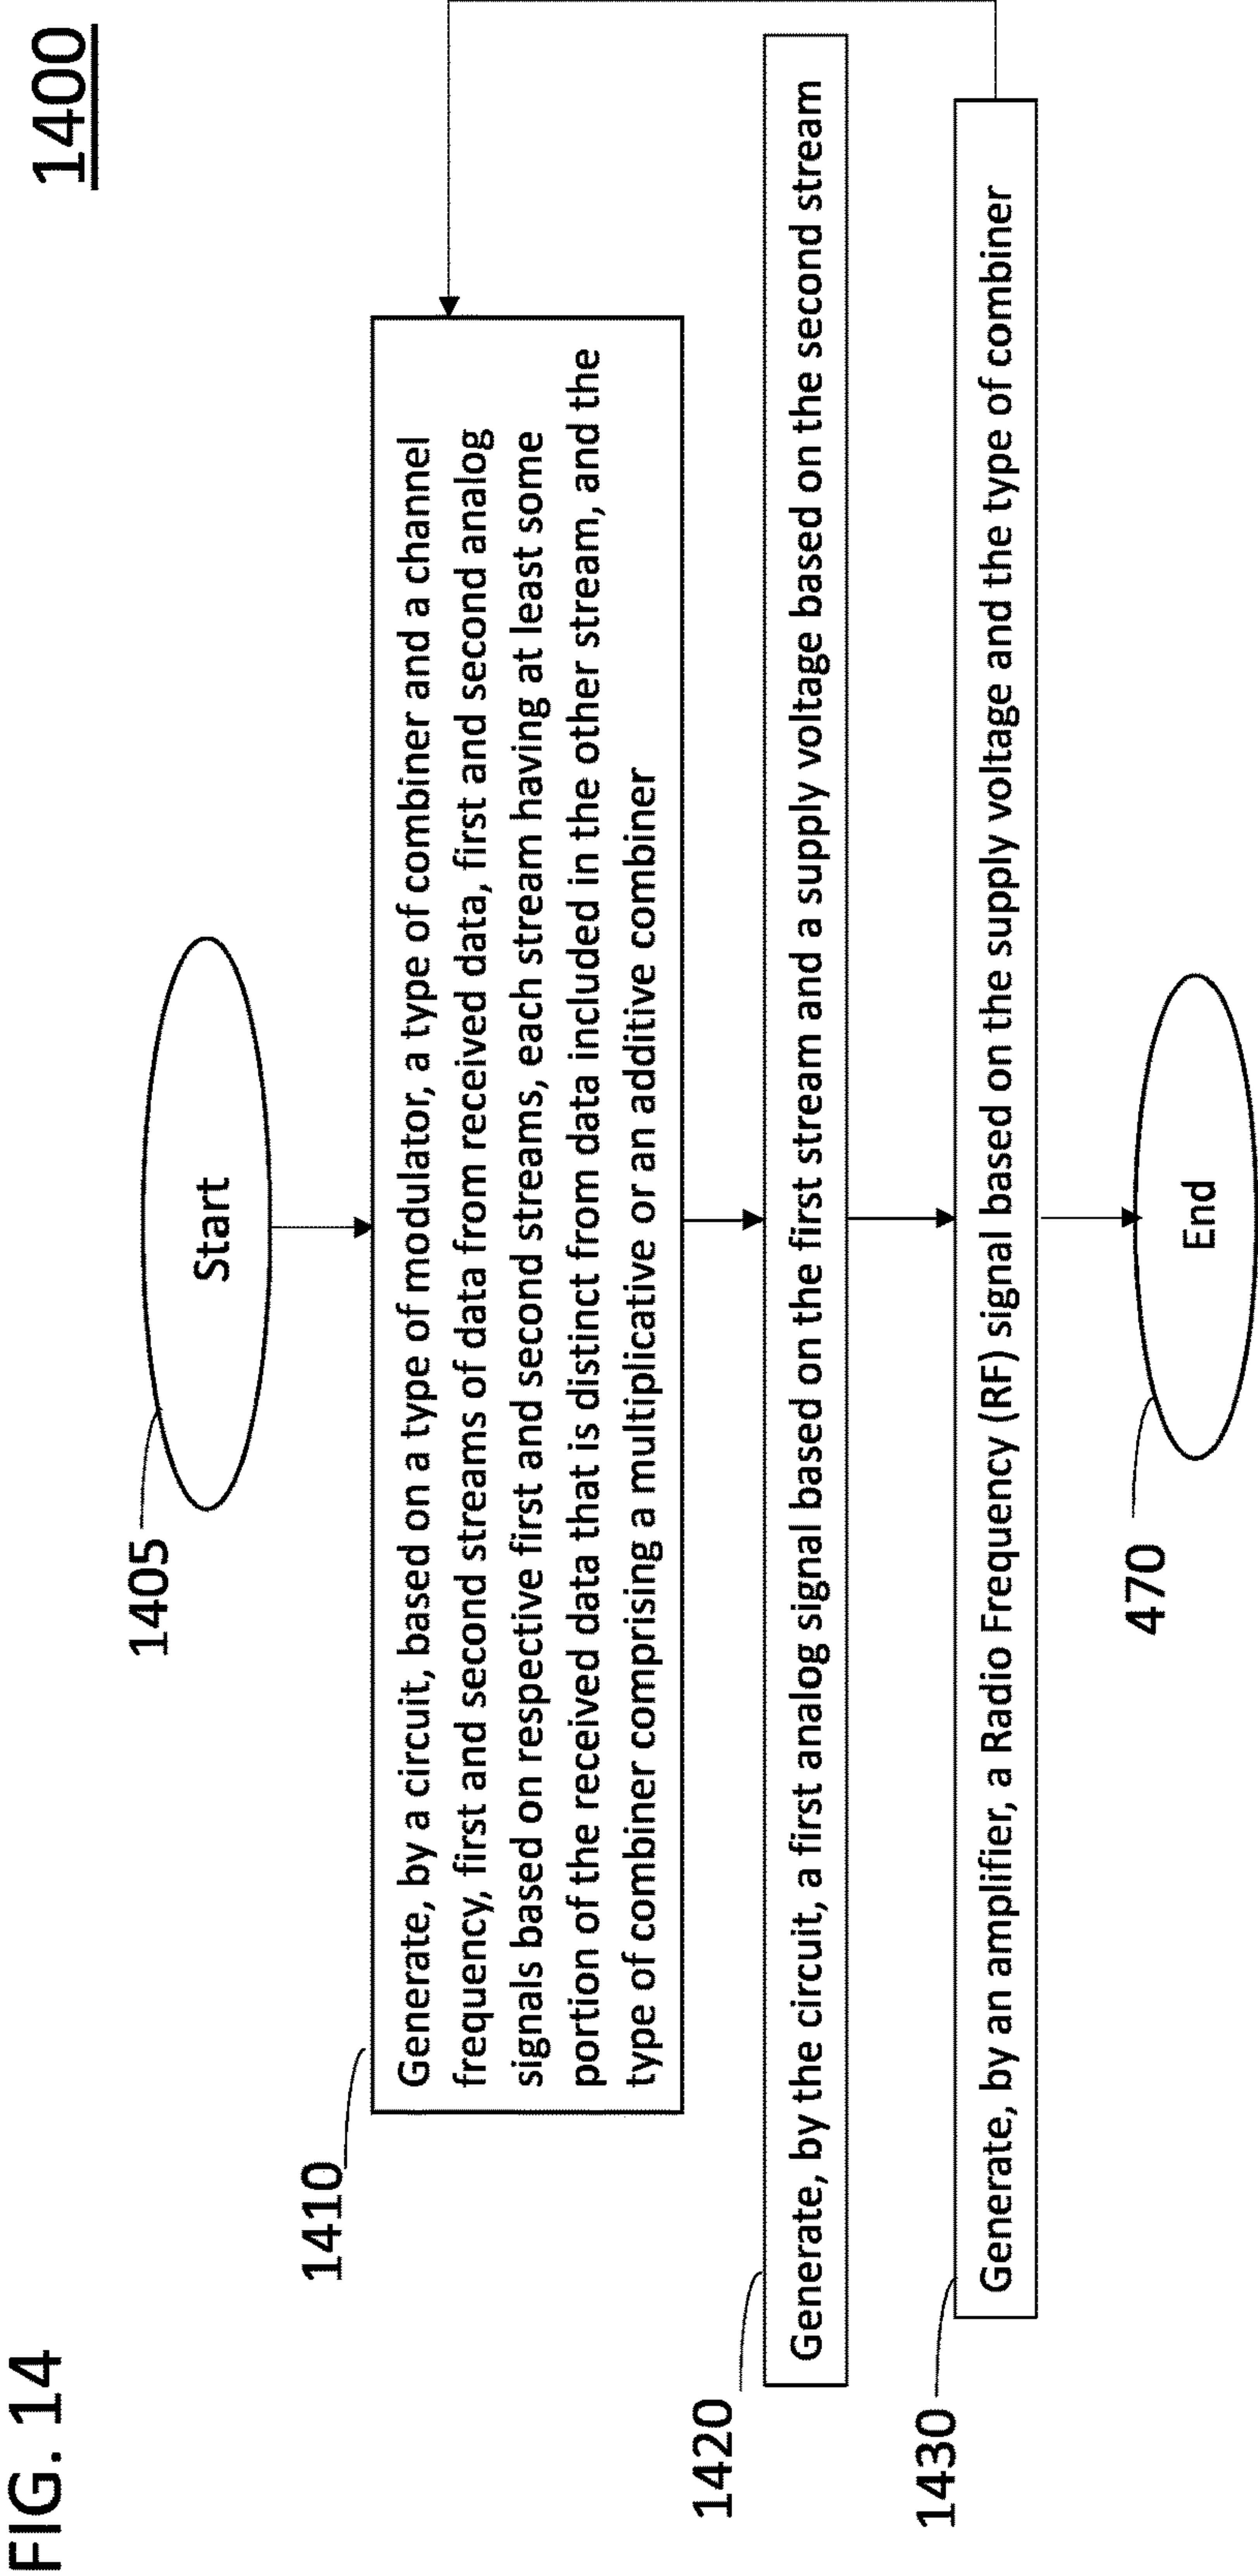 FIG. 14
1400
1405
Start
1410
Generate, by a circuit, based on a type of modulator, a type of combiner and a channel
frequency, first and second streams of data from received data, first and second analog
signals based on respective first and second streams, each stream having at least some
portion of the received data that is distinct from data included in the other stream, and the
type of combiner comprising a multiplicative or an additive combiner
1420
Generate, by the circuit, a first analog signal based on the first stream and a supply voltage based on the second stream
1430
Generate, by an amplifier, a Radio Frequency (RF) signal based on the supply voltage and the type of combiner
470
End